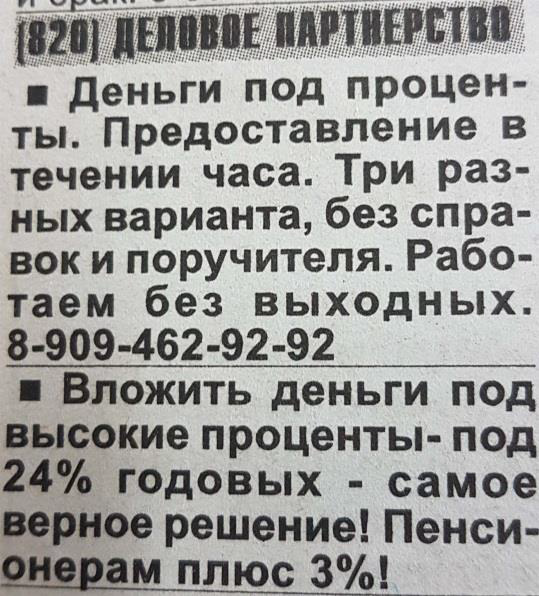 (820) ДЕЛОВОЕ ПАРТНЕРСТВО
■ Деньги под процен-
ты. Предоставление в
течении часа. Три раз-
ных варианта, без спра-
вок и поручителя. Рабо-
таем без выходных.
8-909-462-92-92
■ Вложить деньги под
высокие проценты- под
24% годовых - самое
верное решение! Пенси-
онерам плюс 3%!